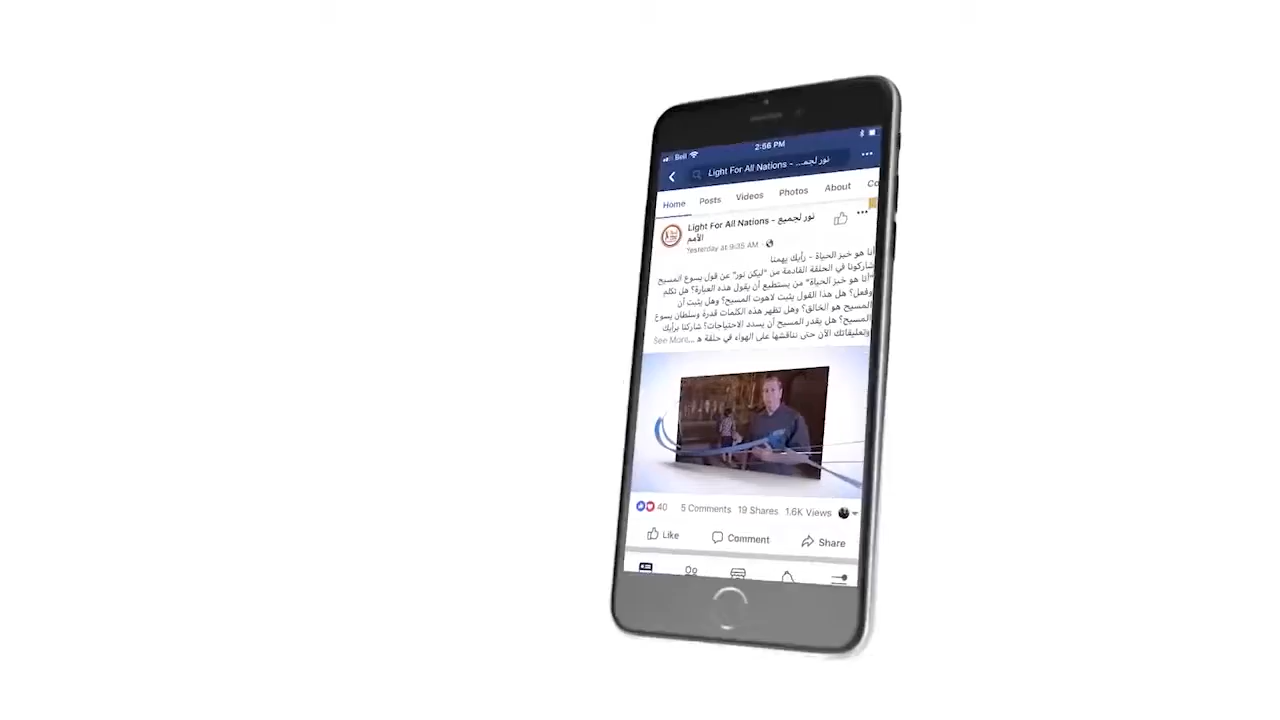 Bell
2:56 PM
Light For All Nations - نور لجمي...
Home Posts Videos Photos About Co
Light For All Nations - نور لجميع
الأمم
Yesterday at 9:35 AM
أنا هو خبز الحياة - رأيك يهمنا
شاركونا في الحلقة القادمة من "ليكن نور" عن قول يسوع المسيح
"أنا هو خبز الحياة" من يستطيع أن يقول هذه العبارة؟ هل تكلم
وفعل؟ هل هذا القول يثبت لاهوت المسيح؟ وهل يثبت أن
المسيح هو الخالق؟ وهل تظهر هذه الكلمات قدرة وسلطان يسوع
المسيح؟ هل يقدر المسيح أن يسدد الاحتياجات؟ شاركنا برأيك
وتعليقاتك الآن حتى نناقشها على الهواء في حلقة ه ...See More
40 5 Comments 19 Shares 1.6K Views
Like Comment Share